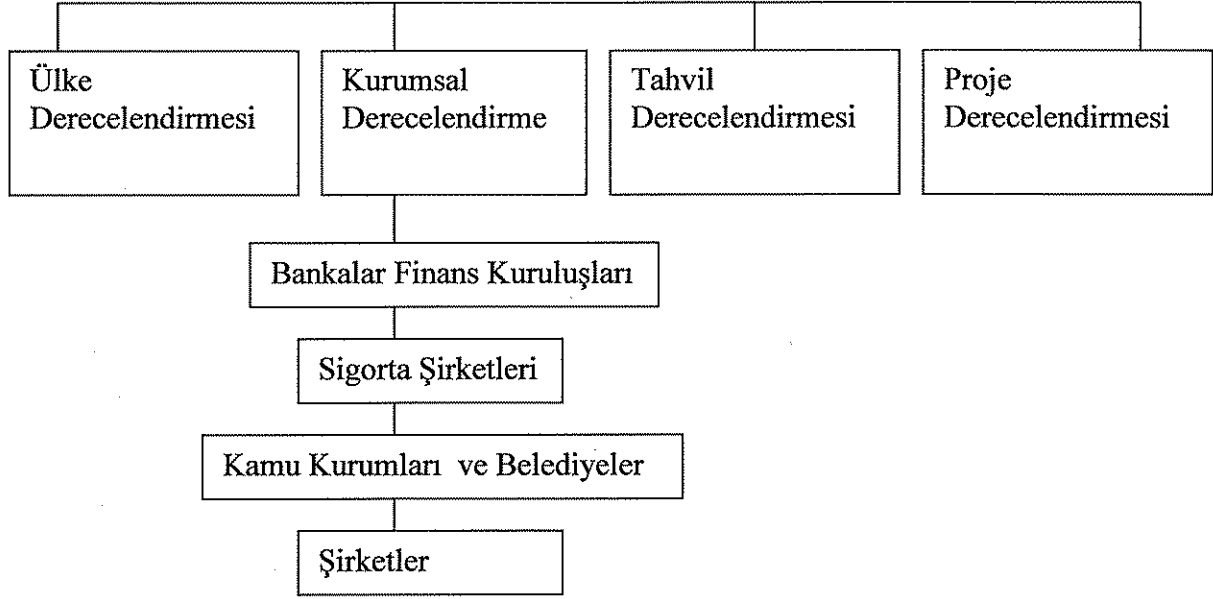 Ülke
Derecelendirmesi
Kurumsal
Derecelendirme
Tahvil
Derecelendirmesi
Proje
Derecelendirmesi
Bankalar Finans Kuruluşları
Sigorta Şirketleri
Kamu Kurumları ve Belediyeler
Şirketler